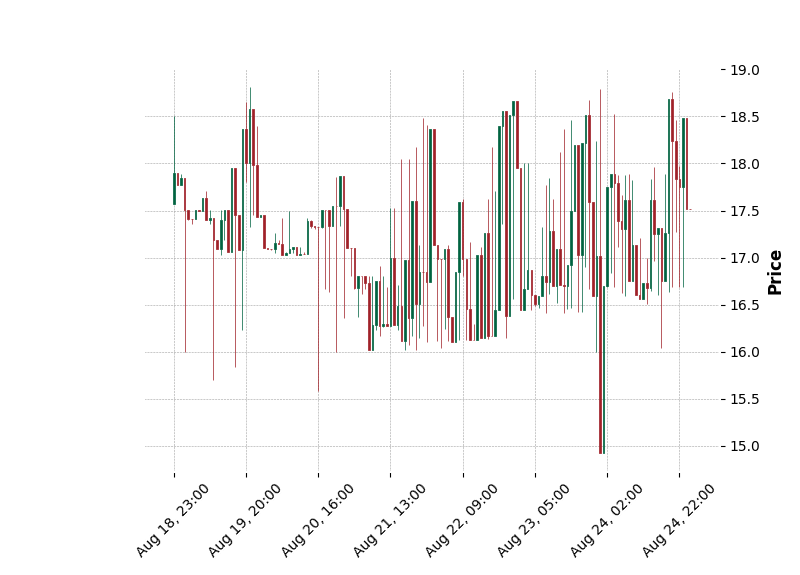 19.0
18.5
18.0
17.5
17.0
16.5
16.0
15.5
15.0
Price
Aug 18, 23:00
Aug 19, 20:00
Aug 20, 16:00
Aug 21, 13:00
Aug 22, 09:00
Aug 23, 05:00
Aug 24, 02:00
Aug 24, 22:00